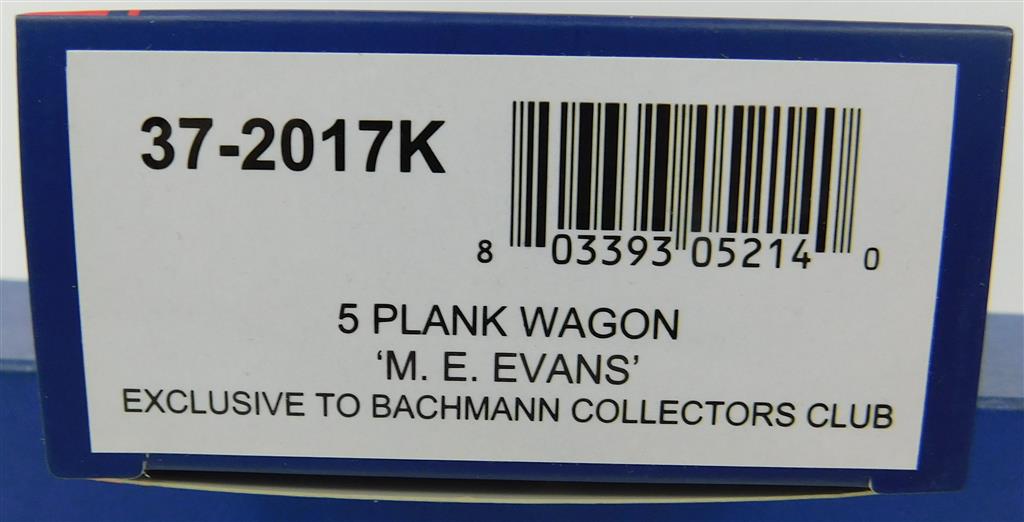 37-2017K
8 03393 05214 0
5 PLANK WAGON
‘M. E. EVANS’
EXCLUSIVE TO BACHMANN COLLECTORS CLUB